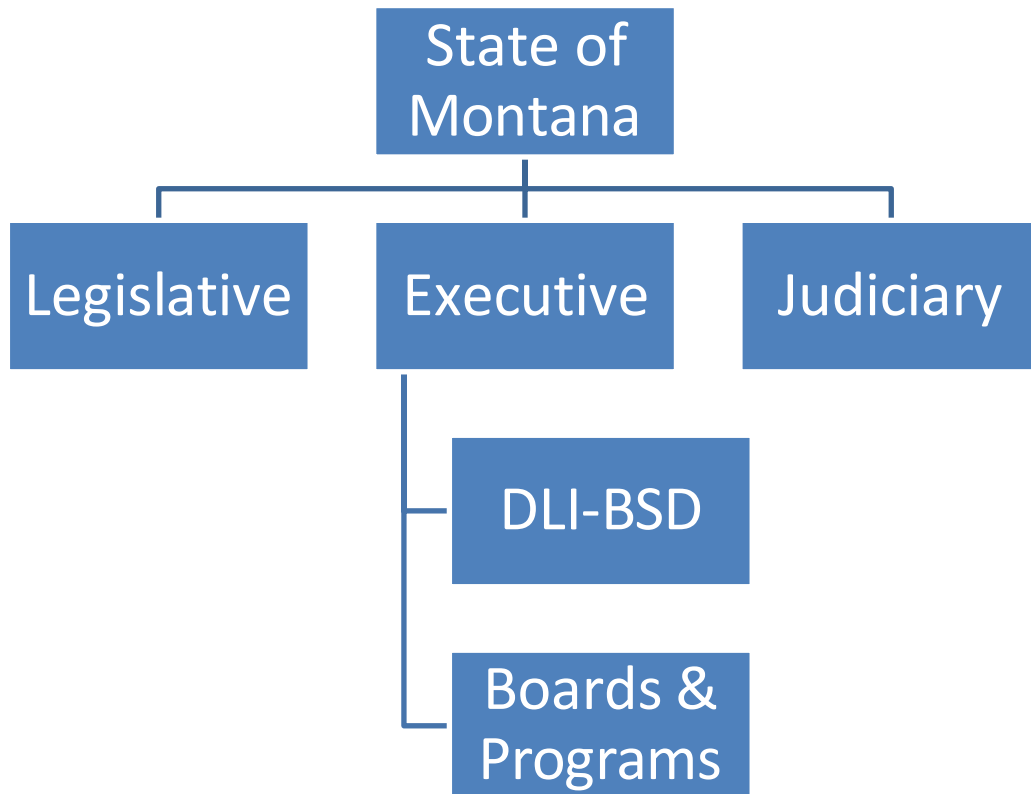 State of
Montana
Legislative
Executive
Judiciary
DLI-BSD
Boards &
Programs